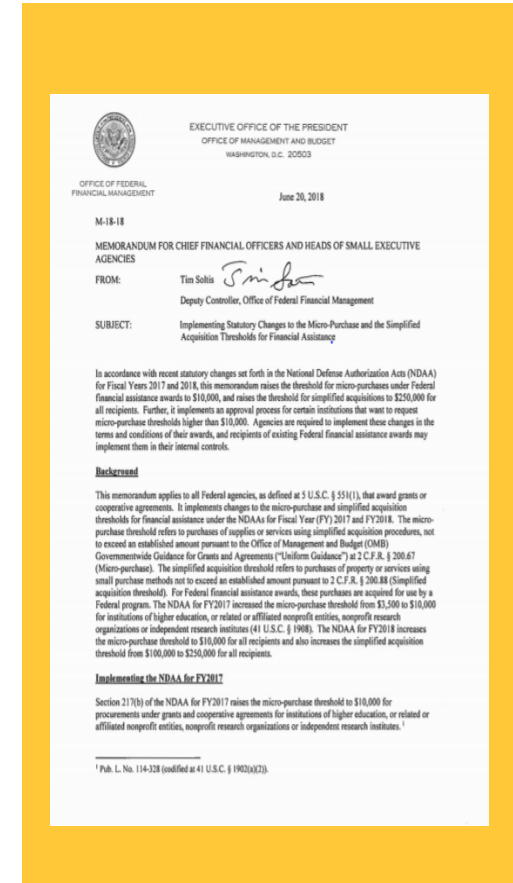 EXECUTIVE OFFICE OF THE PRESIDENT
OFFICE OF MANAGEMENT AND BUDGET
WASHINGTON, D.C. 20503
OFFICE OF FEDERAL
FINANCIAL MANAGEMENT
June 20, 2018
M-18-18
MEMORANDUM FOR CHIEF FINANCIAL OFFICERS AND HEADS OF SMALL EXECUTIVE
AGENCIES
FROM: Tim Soltis
Deputy Controller, Office of Federal Financial Management
SUBJECT: Implementing Statutory Changes to the Micro-Purchase and the Simplified
Acquisition Thresholds for Financial Assistance
In accordance with recent statutory changes set forth in the National Defense Authorization Acts (NDAA)
for Fiscal Years 2017 and 2018, this memorandum raises the threshold for micro-purchases under Federal
financial assistance awards to $10,000, and raises the threshold for simplified acquisitions to $250,000 for
all recipients. Further, it implements an approval process for certain institutions that want to request
micro-purchase thresholds higher than $10,000. Agencies are required to implement these changes in the
terms and conditions of their awards, and recipients of existing Federal financial assistance awards may
implement them in their internal controls.
Background
This memorandum applies to all Federal agencies, as defined at 5 U.S.C. § 551(1), that award grants or
cooperative agreements. It implements changes to the micro-purchase and simplified acquisition
thresholds for financial assistance under the NDAAs for Fiscal Year (FY) 2017 and FY2018. The micro-
purchase threshold refers to purchases of supplies or services using simplified acquisition procedures, not
to exceed an established amount pursuant to the Office of Management and Budget (OMB)
Governmentwide Guidance for Grants and Agreements ("Uniform Guidance") at 2 C.F.R. § 200.67
(Micro-purchase). The simplified acquisition threshold refers to purchases of property or services using
small purchase methods not to exceed an established amount pursuant to 2 C.F.R. § 200.88 (Simplified
acquisition threshold). For Federal financial assistance awards, these purchases are acquired for use by a
Federal program. The NDAA for FY2017 increased the micro-purchase threshold from $3,500 to $10,000
for institutions of higher education, or related or affiliated nonprofit entities, nonprofit research
organizations or independent research institutes (41 U.S.C. § 1908). The NDAA for FY2018 increases
the micro-purchase threshold to $10,000 for all recipients and also increases the simplified acquisition
threshold from $100,000 to $250,000 for all recipients.
Implementing the NDAA for FY2017
Section 217(b) of the NDAA for FY2017 raises the micro-purchase threshold to $10,000 for
procurements under grants and cooperative agreements for institutions of higher education, or related or
affiliated nonprofit entities, nonprofit research organizations or independent research institutes. 1
1 Pub. L. No. 114-328 (codified at 41 U.S.C. § 1902(a)(2)).